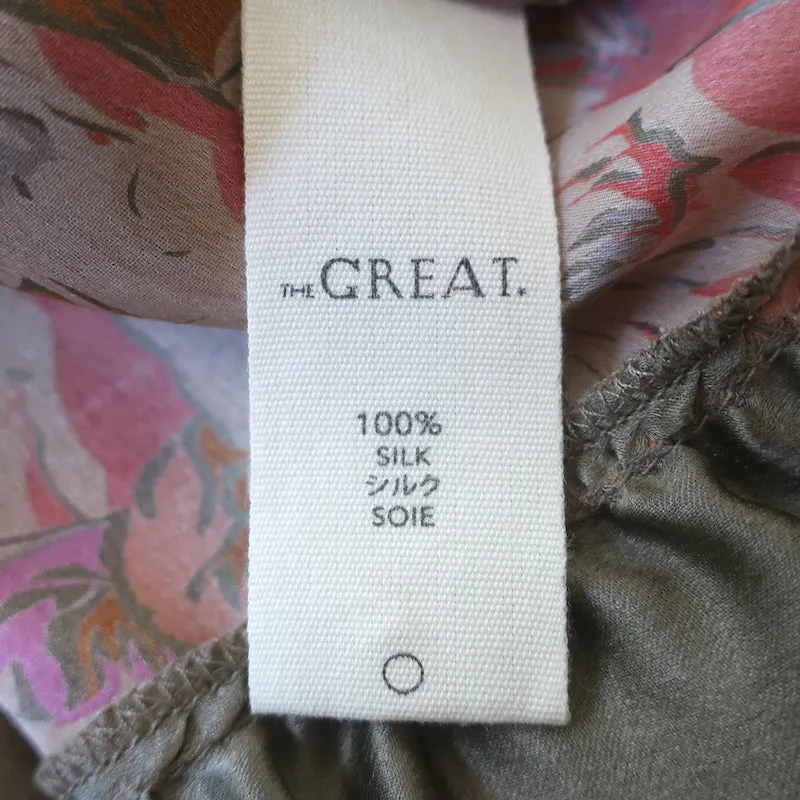 THE GREAT.
100%
SILK
シルク
SOIE